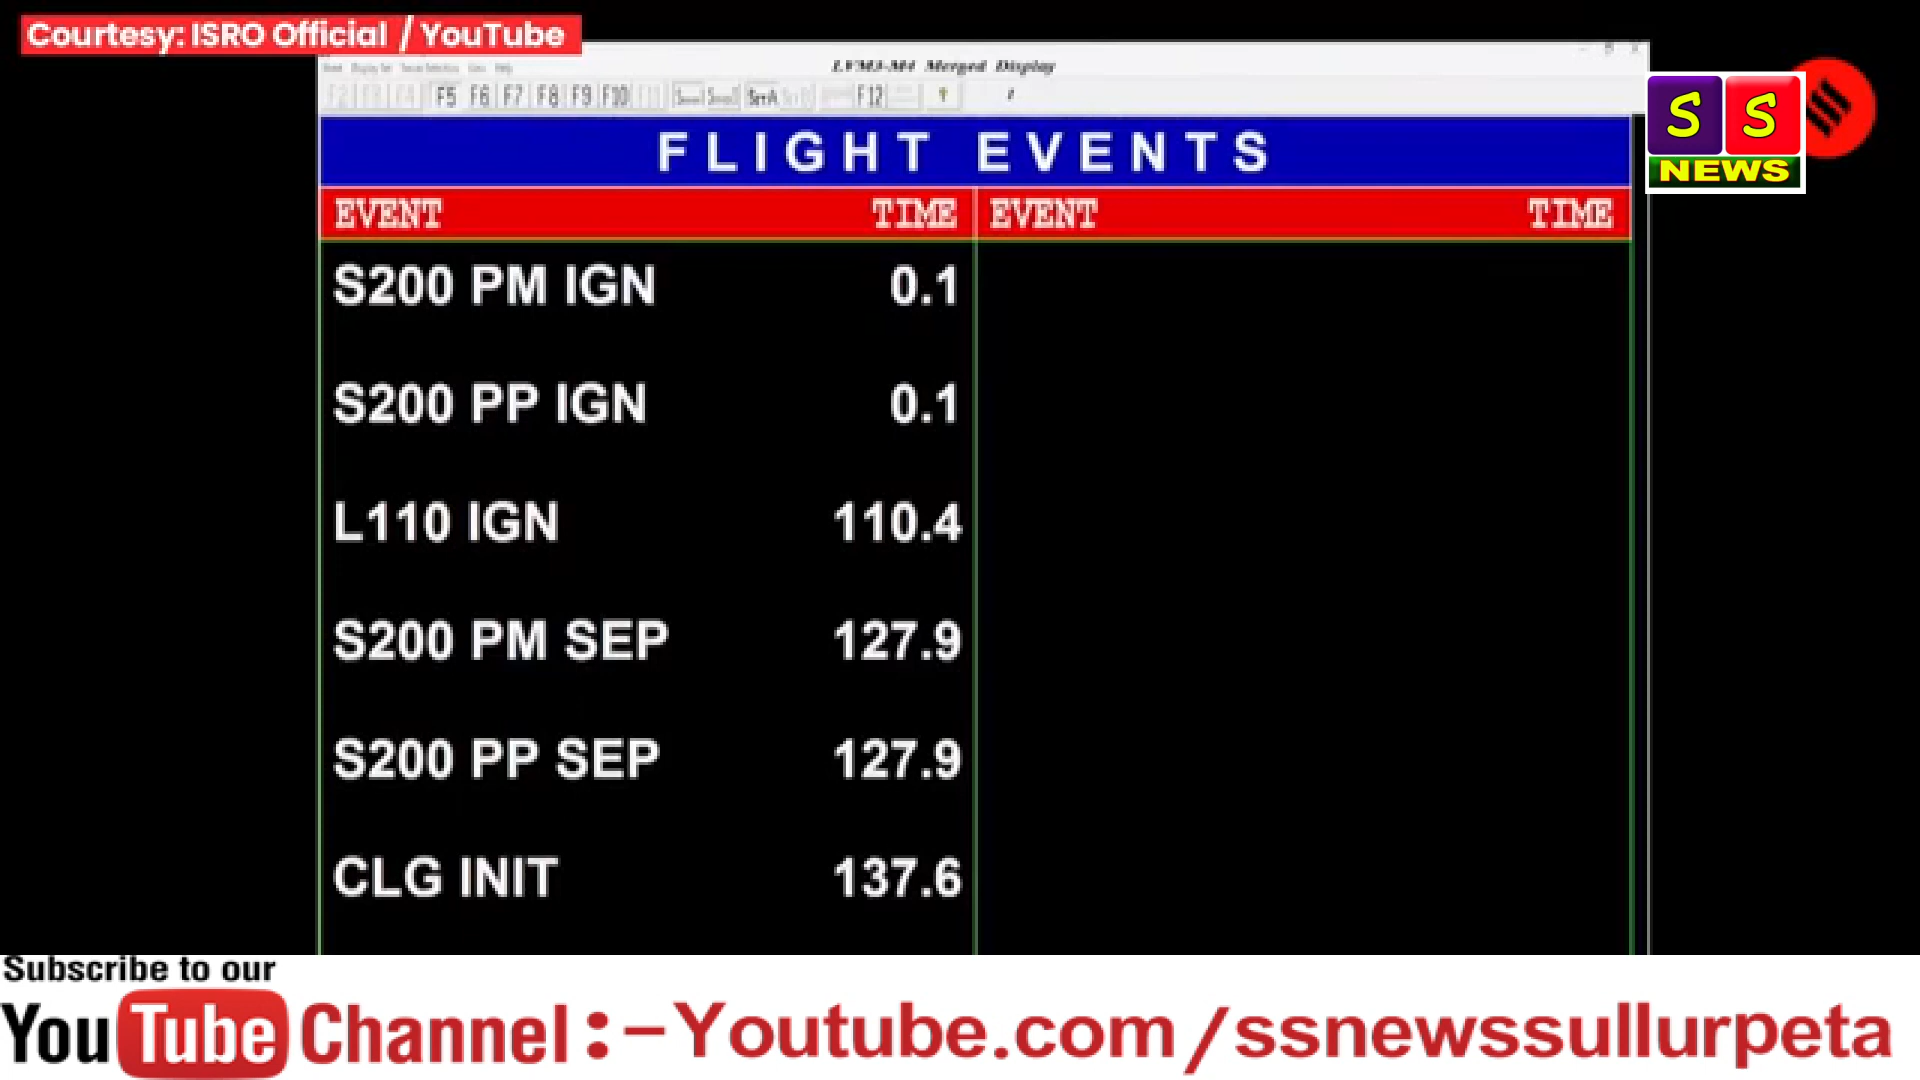 Courtesy: ISRO Official / YouTube
LVM3-M4 Merged Display
F5 F6 F7 F8 F9 F10 F12
S S
NEWS
FLIGHT EVENTS
EVENT TIME EVENT TIME
S200 PM IGN 0.1
S200 PP IGN 0.1
L110 IGN 110.4
S200 PM SEP 127.9
S200 PP SEP 127.9
CLG INIT 137.6
Subscribe to our
YouTube Channel :-Youtube.com/ssnewssullurpeta